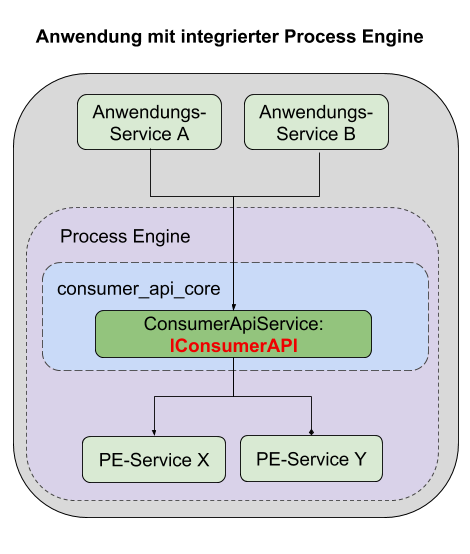 Anwendung mit integrierter Process Engine
Anwendungs-
Service A
Anwendungs-
Service B
Process Engine
consumer_api_core
ConsumerApiService:
IConsumerAPI
PE-Service X
PE-Service Y